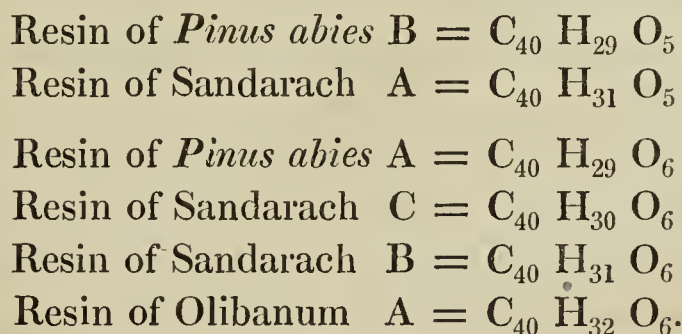 Resin of Pinus abies B = C₄₀ H₂₉ O₅
Resin of Sandarach A = C₄₀ H₃₁ O₅
Resin of Pinus abies A = C₄₀ H₂₉ O₆
Resin of Sandarach C = C₄₀ H₃₀ O₆
Resin of Sandarach B = C₄₀ H₃₁ O₆
Resin of Olibanum A = C₄₀ H₃₂ O₆.